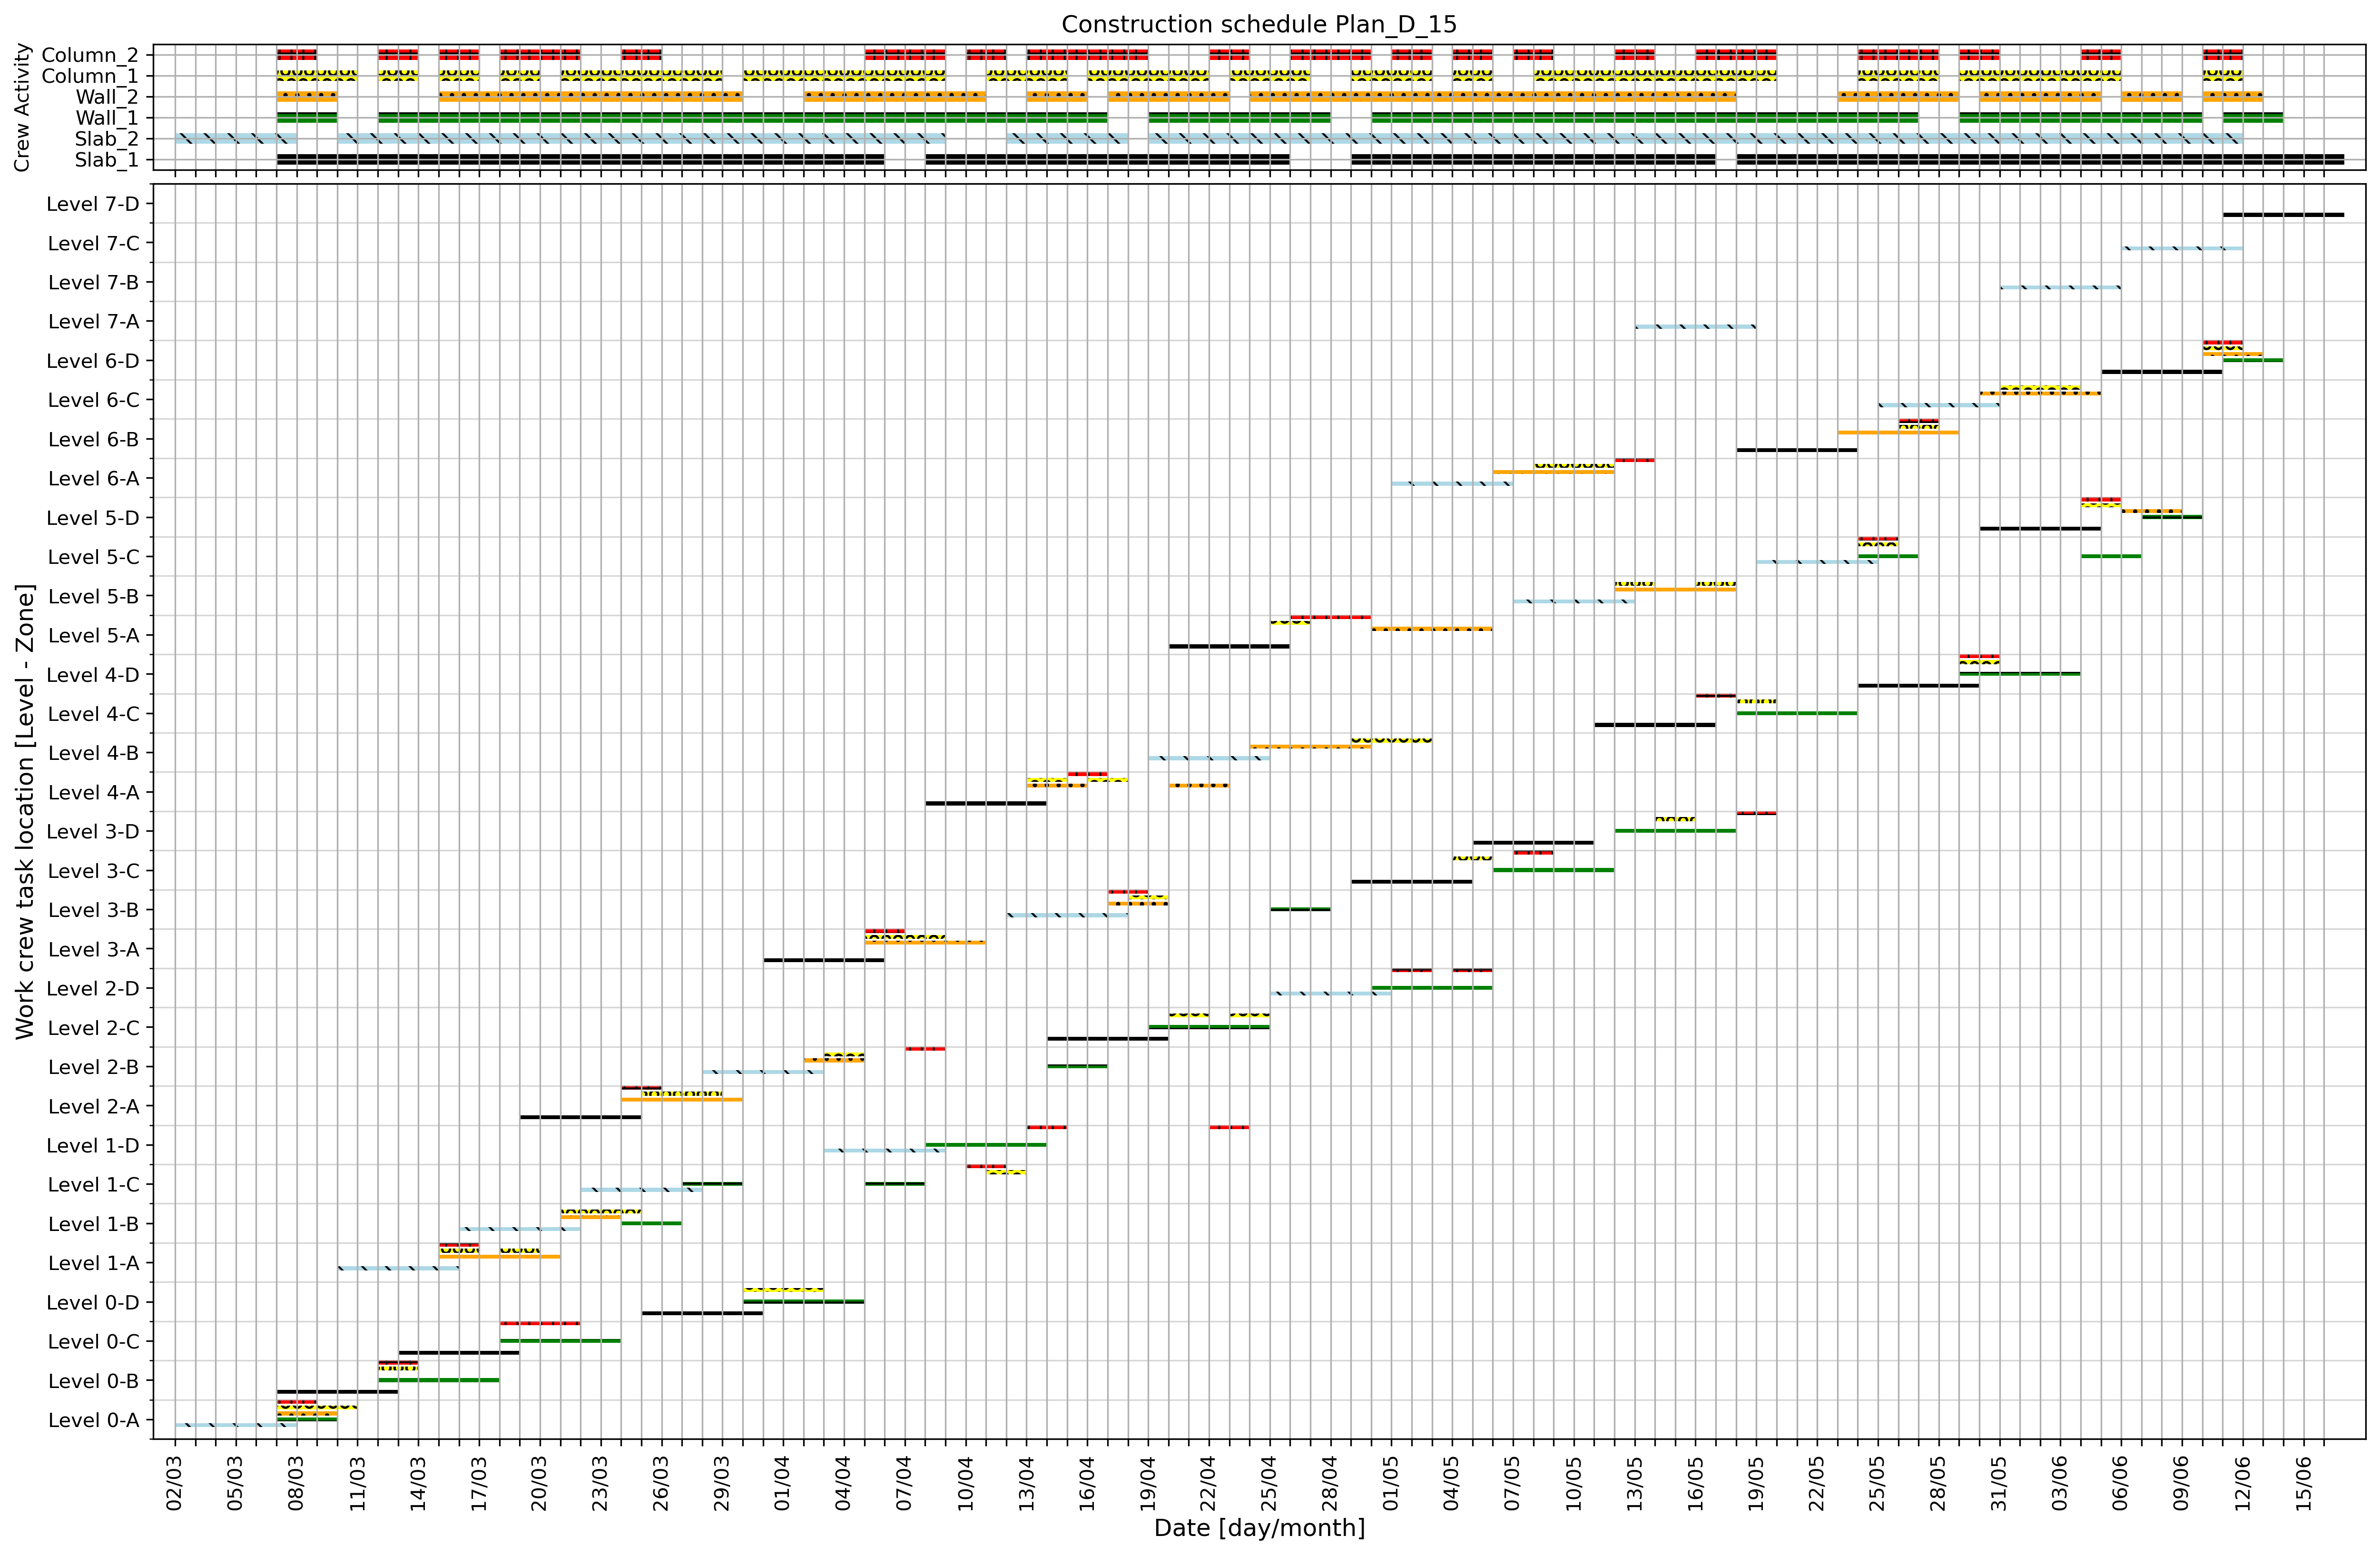 Construction schedule Plan_D_15
Crew Activity
Column_2
Column_1
Wall_2
Wall_1
Slab_2
Slab_1
Work crew task location [Level - Zone]
Level 7-D
Level 7-C
Level 7-B
Level 7-A
Level 6-D
Level 6-C
Level 6-B
Level 6-A
Level 5-D
Level 5-C
Level 5-B
Level 5-A
Level 4-D
Level 4-C
Level 4-B
Level 4-A
Level 3-D
Level 3-C
Level 3-B
Level 3-A
Level 2-D
Level 2-C
Level 2-B
Level 2-A
Level 1-D
Level 1-C
Level 1-B
Level 1-A
Level 0-D
Level 0-C
Level 0-B
Level 0-A
02/03 05/03 08/03 11/03 14/03 17/03 20/03 23/03 26/03 29/03 01/04 04/04 07/04 10/04 13/04 16/04 19/04 22/04 25/04 28/04 01/05 04/05 07/05 10/05 13/05 16/05 19/05 22/05 25/05 28/05 31/05 03/06 06/06 09/06 12/06 15/06
Date [day/month]